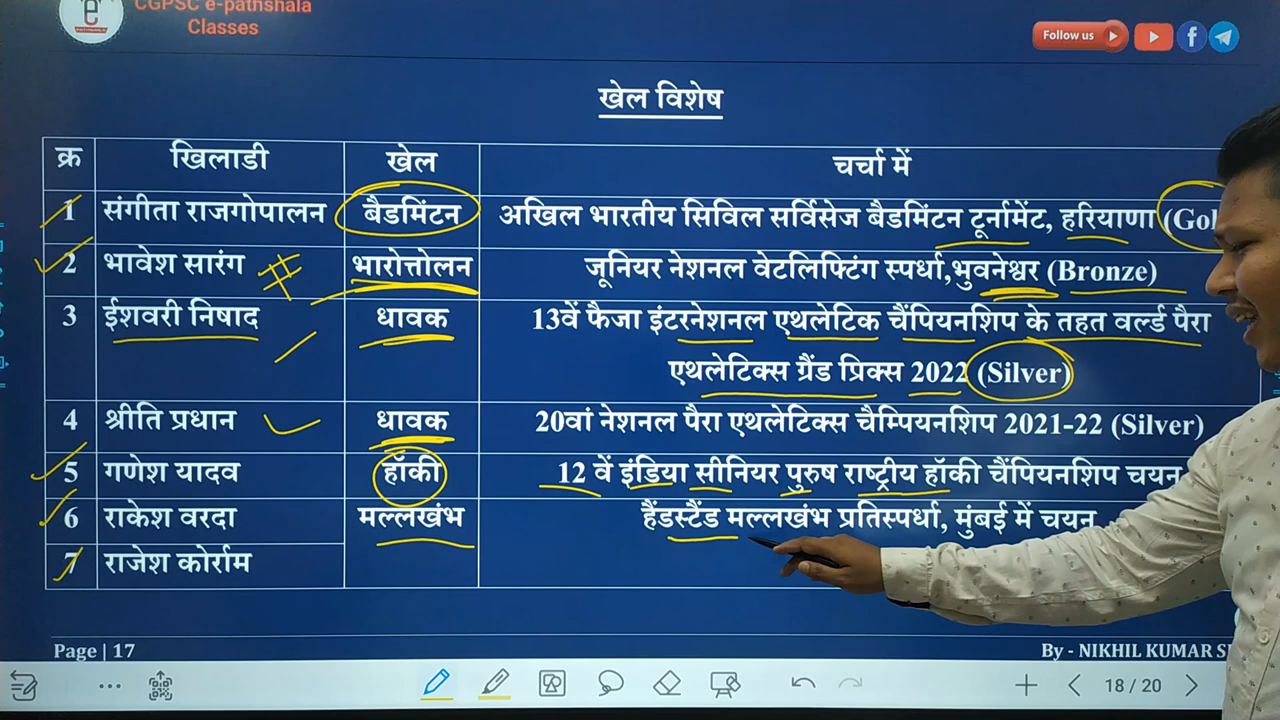 CGPSC e-pathshala
Classes
Follow us
खेल विशेष
क्र खिलाडी खेल चर्चा में
1 संगीता राजगोपालन बैडमिंटन अखिल भारतीय सिविल सर्विसेज बैडमिंटन टूर्नामेंट, हरियाणा (Gol
2 भावेश सारंग भारोत्तोलन जूनियर नेशनल वेटलिफ्टिंग स्पर्धा,भुवनेश्वर (Bronze)
3 ईशवरी निषाद धावक 13वें फैजा इंटरनेशनल एथलेटिक चैंपियनशिप के तहत वर्ल्ड पैरा
एथलेटिक्स ग्रैंड प्रिक्स 2022 (Silver)
4 श्रीति प्रधान धावक 20वां नेशनल पैरा एथलेटिक्स चैम्पियनशिप 2021-22 (Silver)
5 गणेश यादव हॉकी 12 वें इंडिया सीनियर पुरुष राष्ट्रीय हॉकी चैंपियनशिप चयन
6 राकेश वरदा मल्लखंभ हैंडस्टैंड मल्लखंभ प्रतिस्पर्धा, मुंबई में चयन
7 राजेश कोर्राम
Page | 17
By - NIKHIL KUMAR
18 / 20